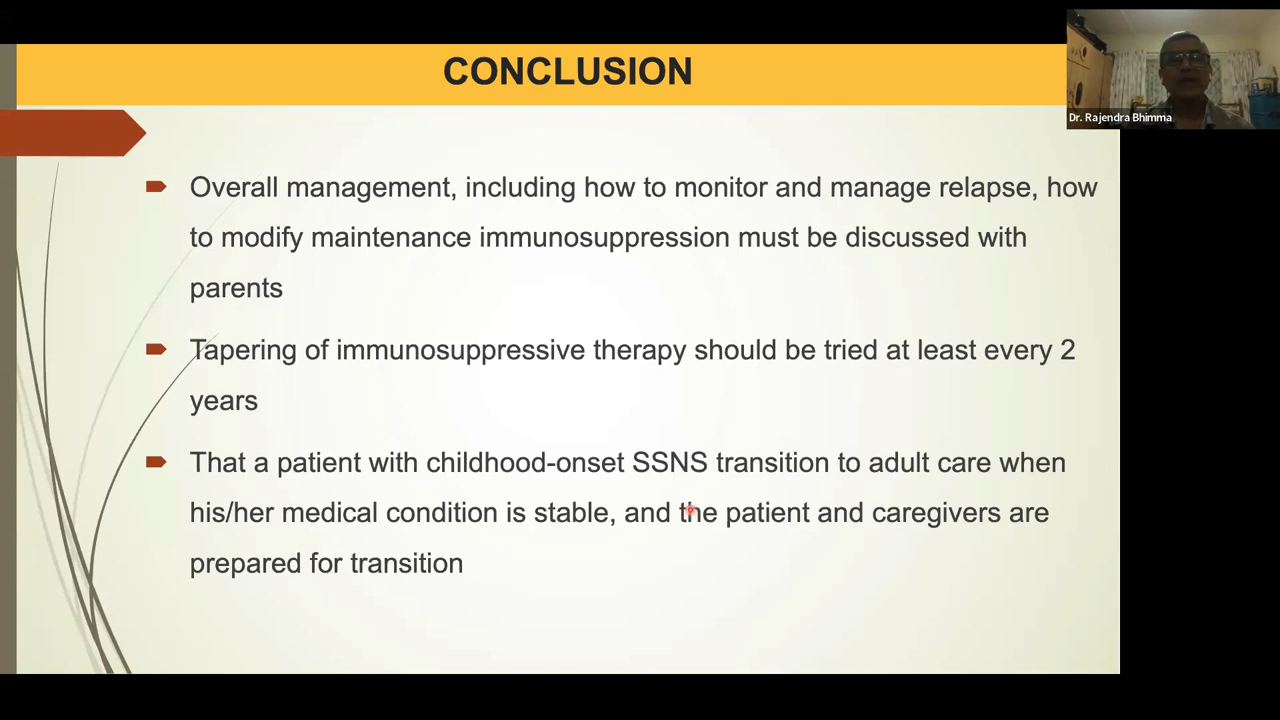 CONCLUSION
Dr. Rajendra Bhimma
Overall management, including how to monitor and manage relapse, how
to modify maintenance immunosuppression must be discussed with
parents
Tapering of immunosuppressive therapy should be tried at least every 2
years
That a patient with childhood-onset SSNS transition to adult care when
his/her medical condition is stable, and the patient and caregivers are
prepared for transition